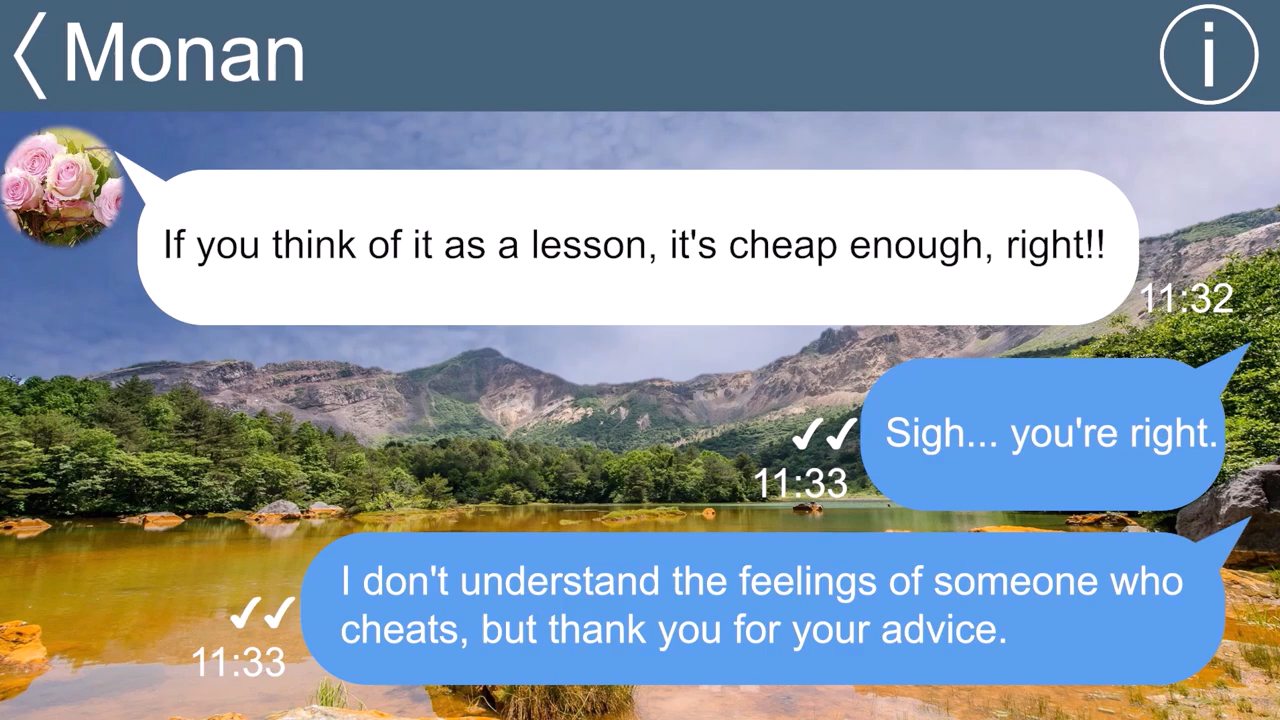 Monan
i
If you think of it as a lesson, it's cheap enough, right!!
11:32
Sigh... you're right.
11:33
I don't understand the feelings of someone who
cheats, but thank you for your advice.
11:33